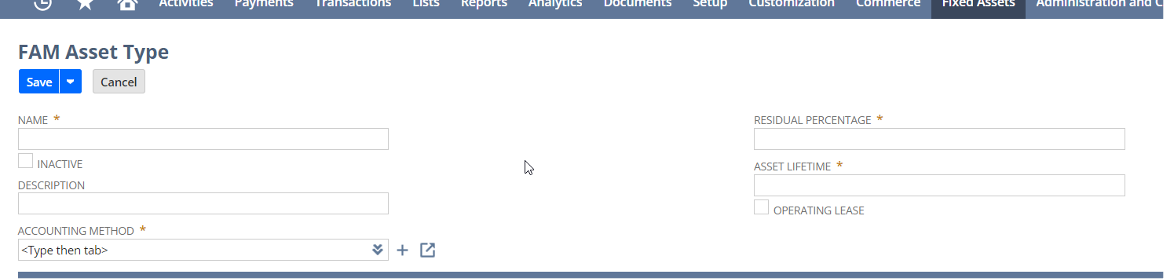 Activities Payments Transactions Lists Reports Analytics Documents Setup Customization Commerce Fixed Assets Administration and C
FAM Asset Type
Save Cancel
NAME *
RESIDUAL PERCENTAGE *
INACTIVE
ASSET LIFETIME *
DESCRIPTION
OPERATING LEASE
ACCOUNTING METHOD *
<Type then tab>